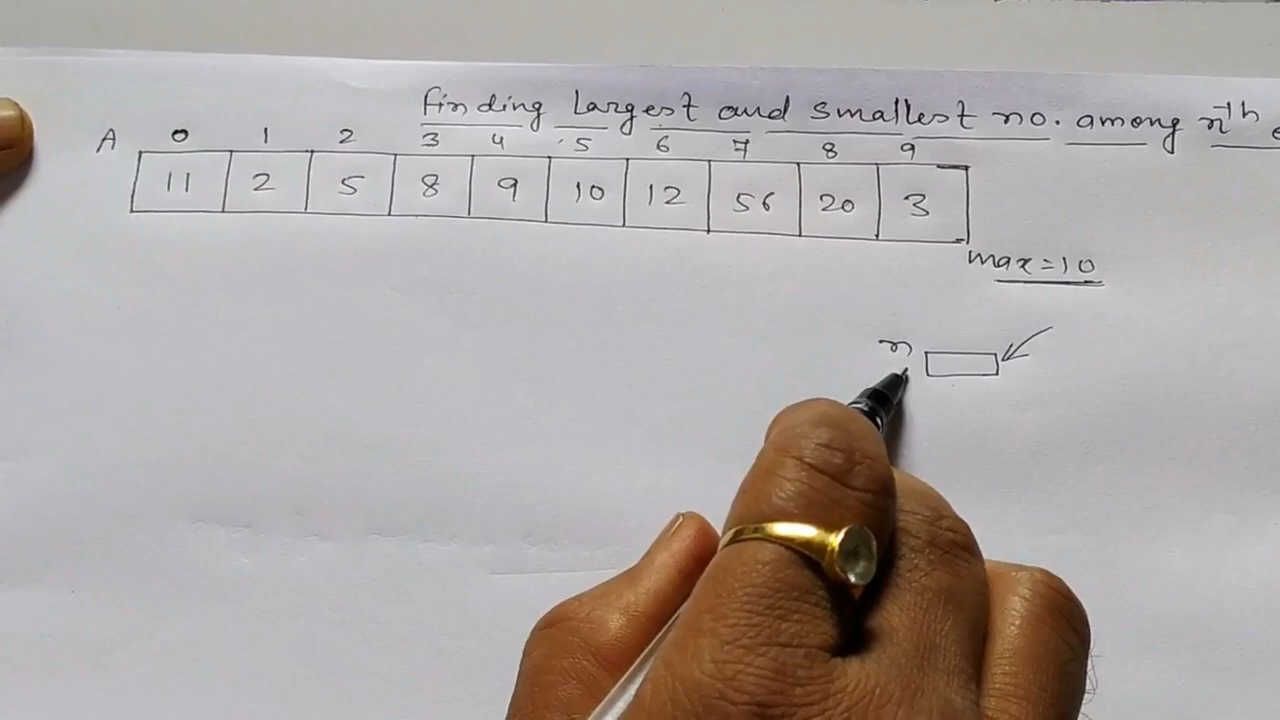 Finding largest and smallest no. among nth
A 0 1 2 3 4 5 6 7 8 9
11 2 5 8 9 10 12 56 20 3
max=10
n